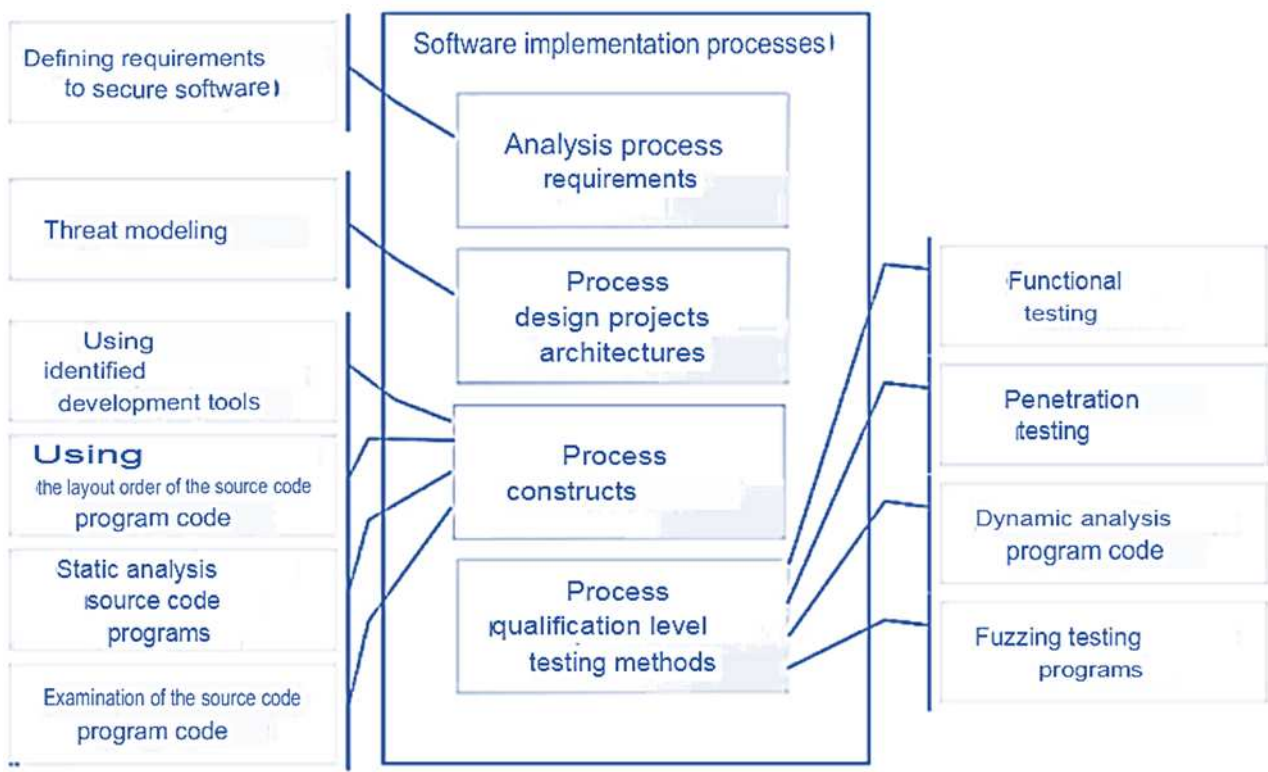 Defining requirements
to secure software)
Threat modeling
Using
identified
development tools
Using
the layout order of the source code
program code
Static analysis
source code
programs
Examination of the source code
program code
Software implementation processes)
Analysis process
requirements
Process
design projects
architectures
Process
constructs
Process
qualification level
testing methods
Functional
testing
Penetration
testing
Dynamic analysis
program code
Fuzzing testing
programs